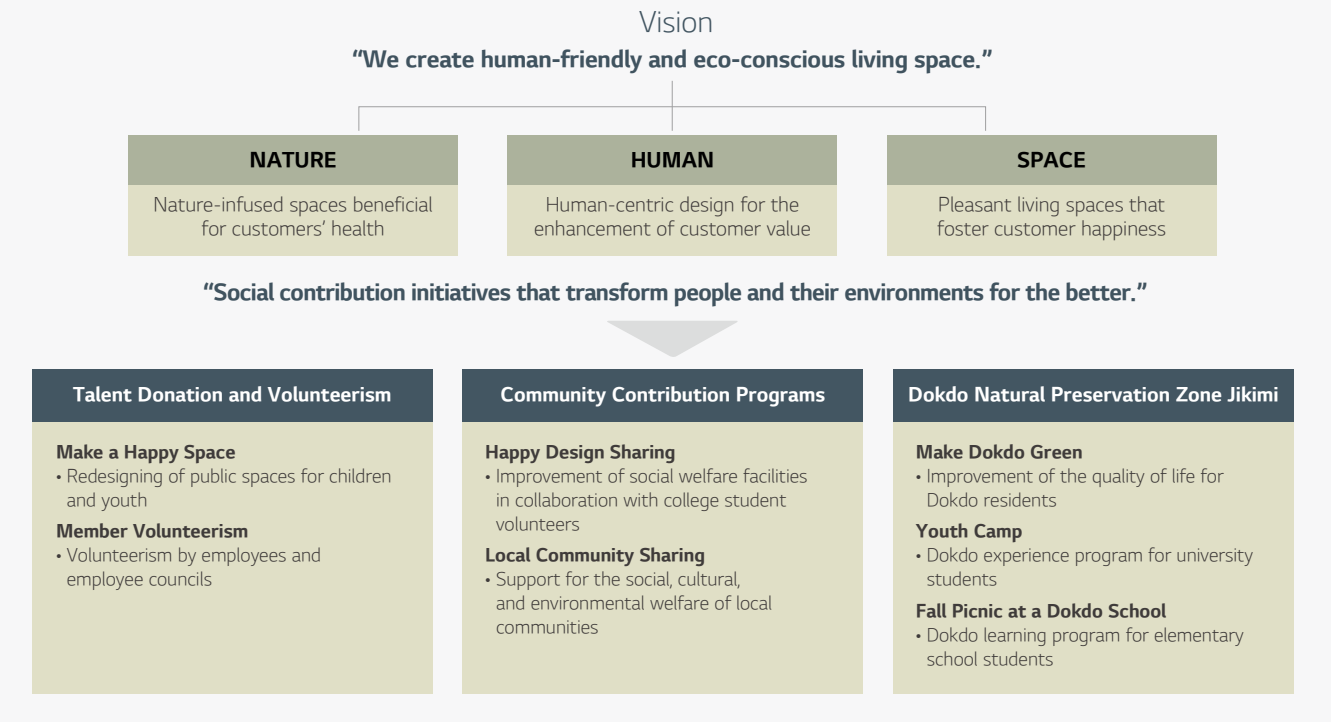 Vision
“We create human-friendly and eco-conscious living space.”
NATURE
Nature-infused spaces beneficial
for customers’ health
HUMAN
Human-centric design for the
enhancement of customer value
SPACE
Pleasant living spaces that
foster customer happiness
“Social contribution initiatives that transform people and their environments for the better.”
Talent Donation and Volunteerism
Make a Happy Space
• Redesigning of public spaces for children
and youth
Member Volunteerism
• Volunteerism by employees and
employee councils
Community Contribution Programs
Happy Design Sharing
• Improvement of social welfare facilities
in collaboration with college student
volunteers
Local Community Sharing
• Support for the social, cultural,
and environmental welfare of local
communities
Dokdo Natural Preservation Zone Jikimi
Make Dokdo Green
• Improvement of the quality of life for
Dokdo residents
Youth Camp
• Dokdo experience program for university
students
Fall Picnic at a Dokdo School
• Dokdo learning program for elementary
school students